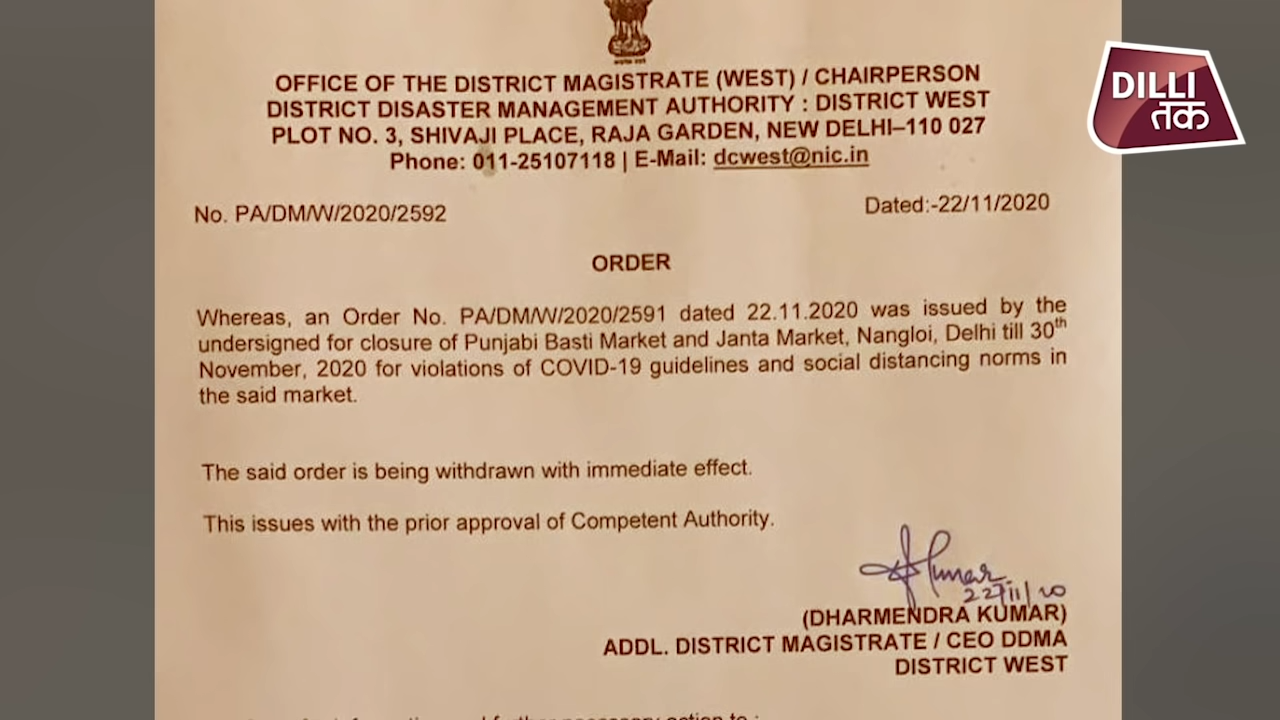 OFFICE OF THE DISTRICT MAGISTRATE (WEST) / CHAIRPERSON
DISTRICT DISASTER MANAGEMENT AUTHORITY : DISTRICT WEST
PLOT NO. 3, SHIVAJI PLACE, RAJA GARDEN, NEW DELHI–110 027
Phone: 011-25107118 | E-Mail: dcwest@nic.in
DILLI
तक
No. PA/DM/W/2020/2592 Dated:-22/11/2020
ORDER
Whereas, an Order No. PA/DM/W/2020/2591 dated 22.11.2020 was issued by the
undersigned for closure of Punjabi Basti Market and Janta Market, Nangloi, Delhi till 30th
November, 2020 for violations of COVID-19 guidelines and social distancing norms in
the said market.
The said order is being withdrawn with immediate effect.
This issues with the prior approval of Competent Authority.
22/11/20
(DHARMENDRA KUMAR)
ADDL. DISTRICT MAGISTRATE / CEO DDMA
DISTRICT WEST